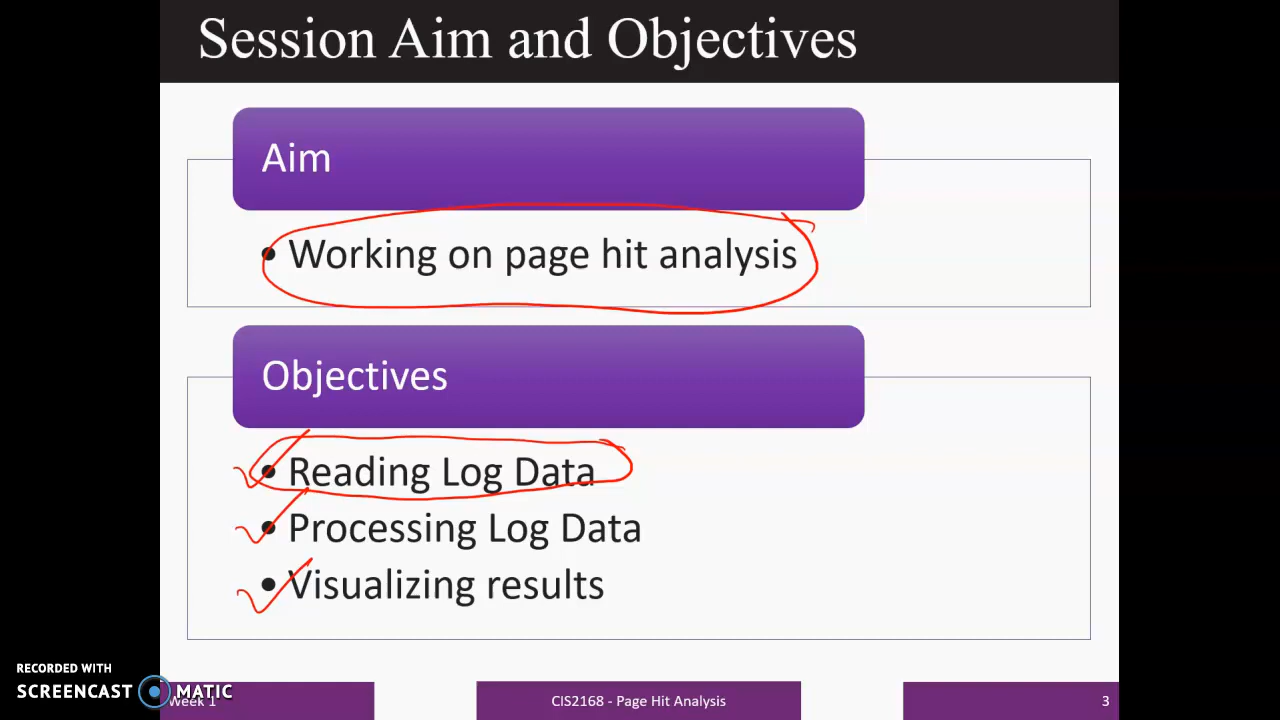 Session Aim and Objectives
Aim
• Working on page hit analysis
Objectives
• Reading Log Data
• Processing Log Data
• Visualizing results
RECORDED WITH
SCREENCAST MATIC
Week 1
CIS2168 - Page Hit Analysis
3